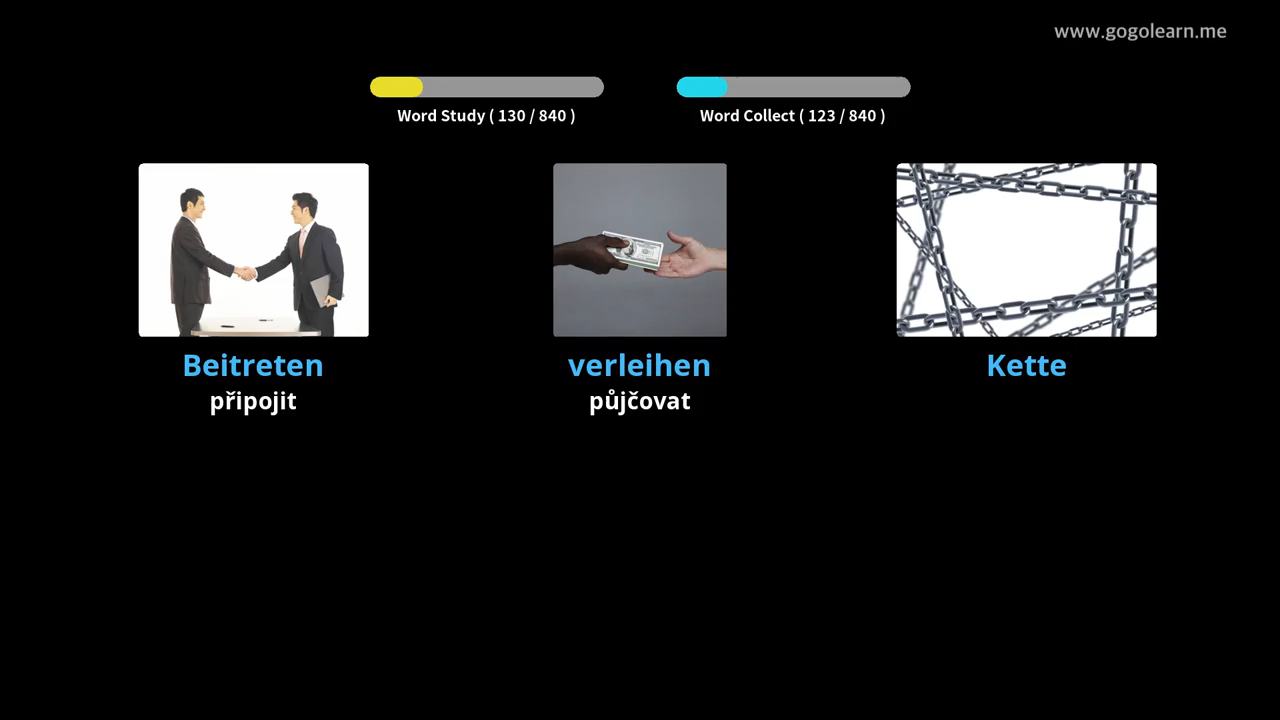 www.gogolearn.me
Word Study ( 130 / 840 )
Word Collect ( 123 / 840 )
Beitreten
připojit
verleihen
půjčovat
Kette